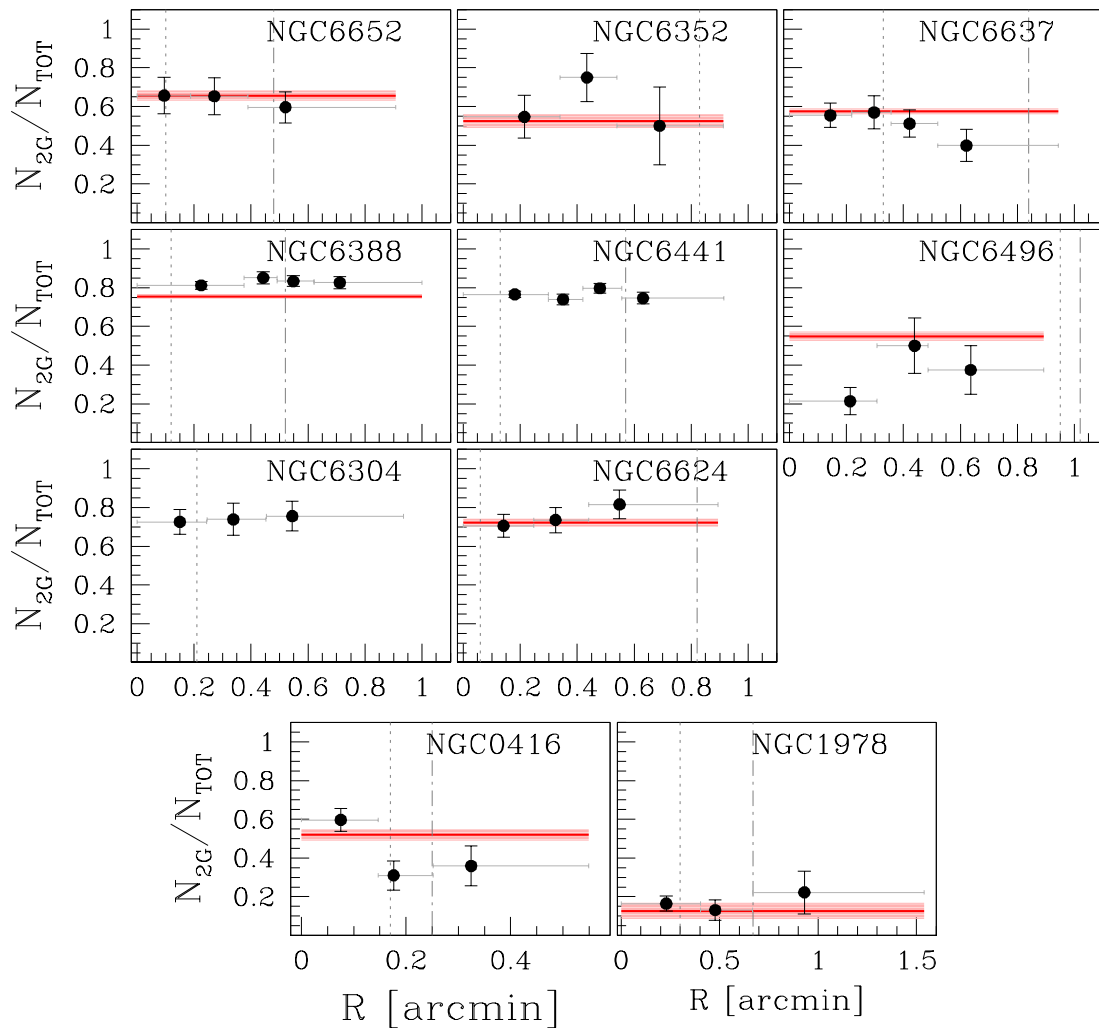 NGC6652 NGC6352 NGC6637
N2G/NTOT
1
0.8
0.6
0.4
0.2
NGC6388 NGC6441 NGC6496
N2G/NTOT
1
0.8
0.6
0.4
0.2
0 0.2 0.4 0.6 0.8 1
NGC6304 NGC6624
N2G/NTOT
1
0.8
0.6
0.4
0.2
0 0.2 0.4 0.6 0.8 1 0 0.2 0.4 0.6 0.8 1
NGC0416 NGC1978
N2G/NTOT
1
0.8
0.6
0.4
0.2
0 0.2 0.4 0 0.5 1 1.5
R [arcmin] R [arcmin]